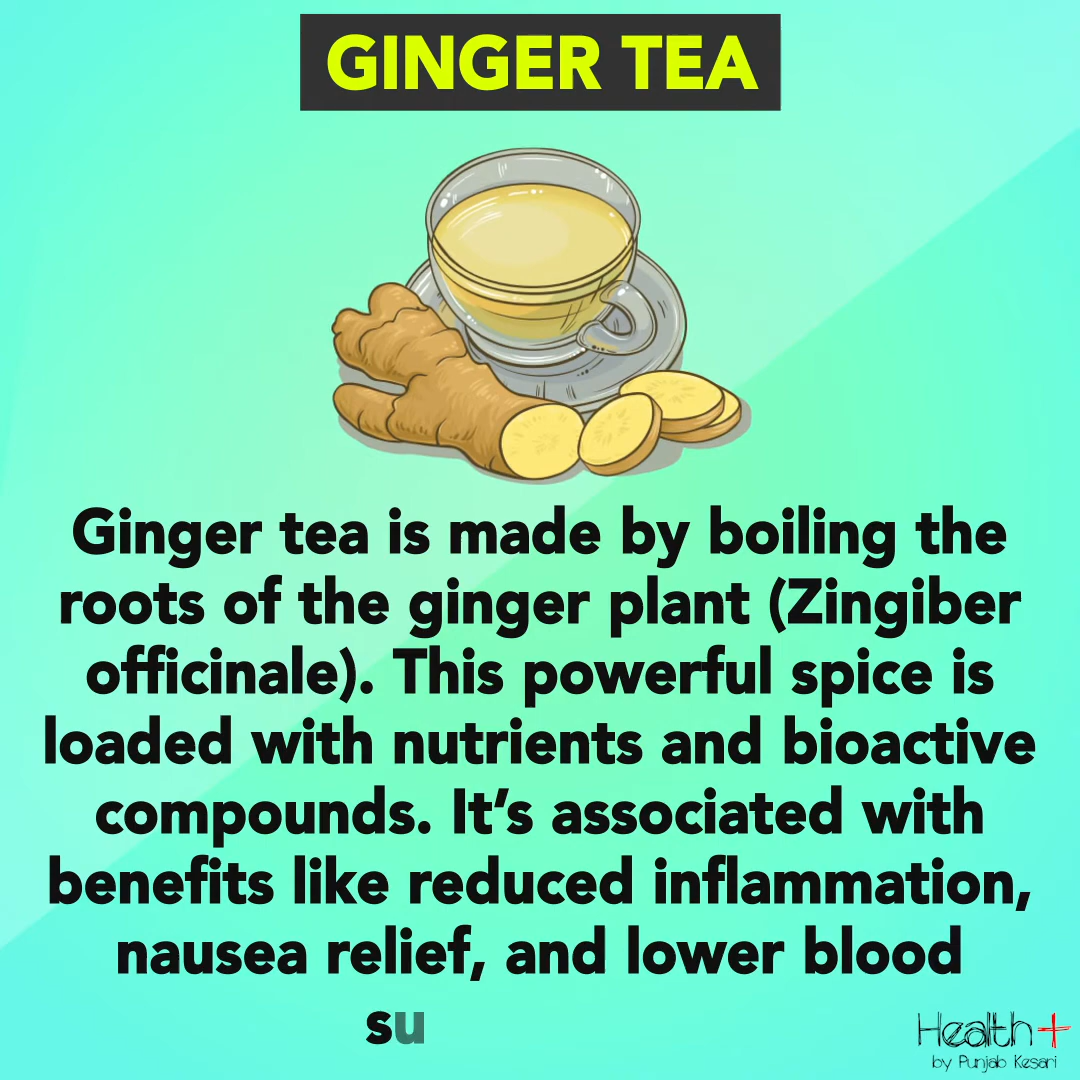 GINGER TEA
Ginger tea is made by boiling the
roots of the ginger plant (Zingiber
officinale). This powerful spice is
loaded with nutrients and bioactive
compounds. It’s associated with
benefits like reduced inflammation,
nausea relief, and lower blood
su
Health+
by Punjab Kesari